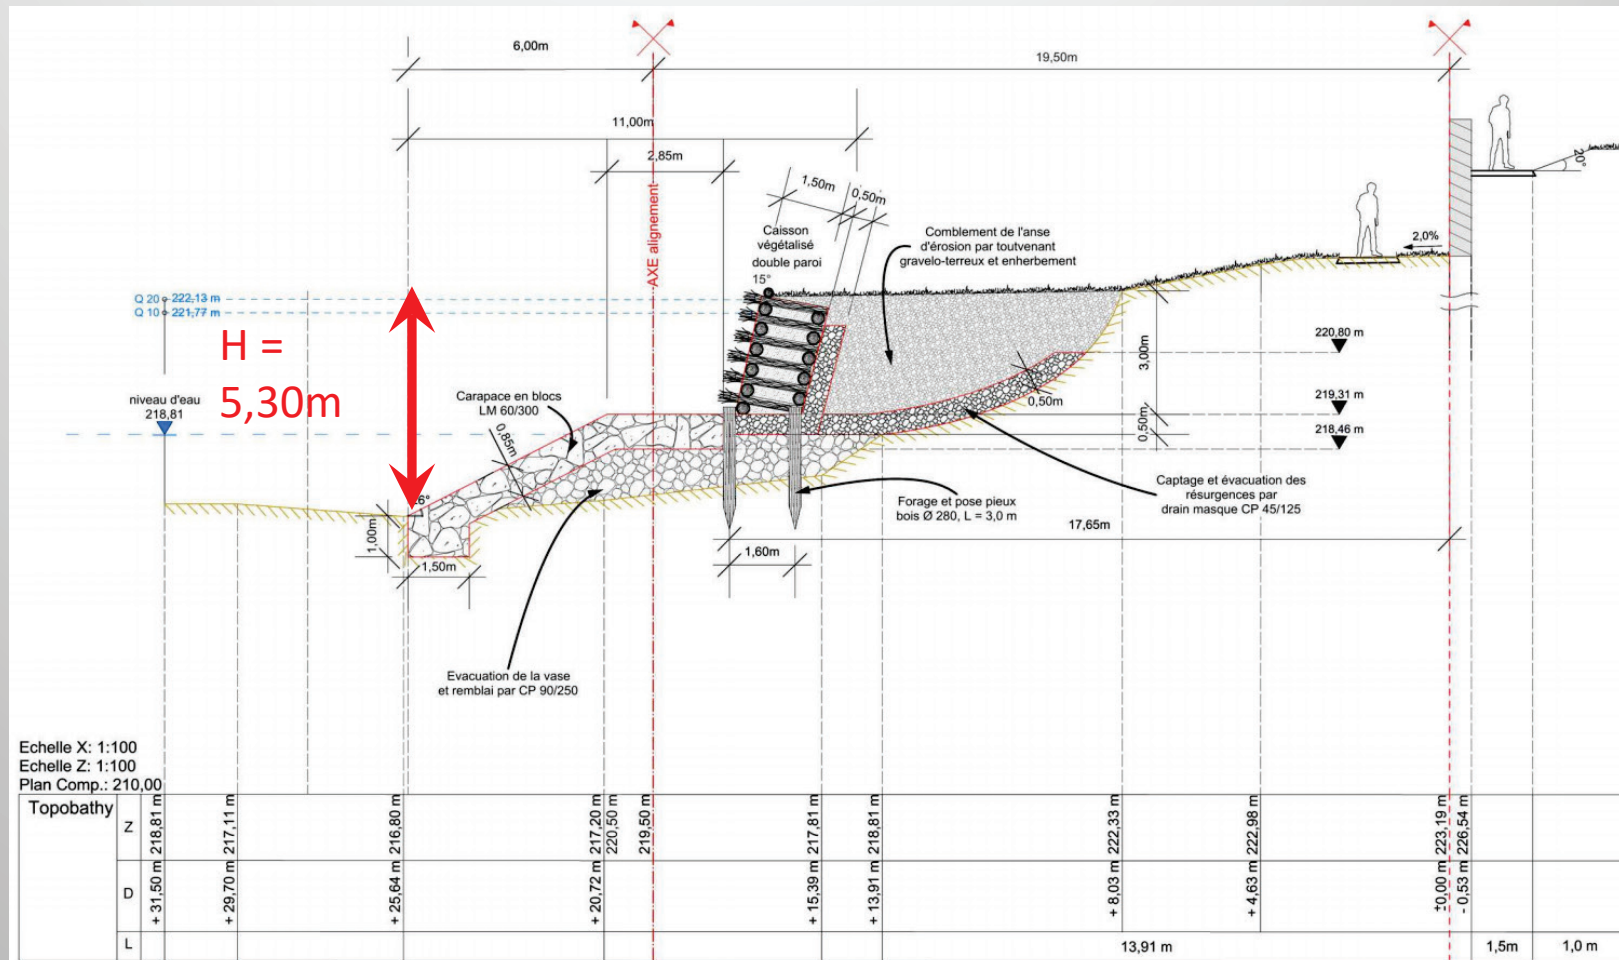 6,00m
19,50m
11,00m
2,85m
AXE alignement
1,50m
0,50m
20°
Caisson
végétalisé
double paroi
15°
Comblement de l'anse
d'érosion par toutvenant
gravelo-terreux et enherbement
2,0%
Q 20 222,13 m
Q 10 221,77 m
H =
5,30m
220,80 m
3,00m
niveau d'eau
218,81
Carapace en blocs
LM 60/300
0,85m
0,50m
219,31 m
0,50m
218,46 m
26°
1,00m
1,50m
Captage et évacuation des
résurgences par
drain masque CP 45/125
Forage et pose pieux
bois Ø 280, L = 3,0 m
17,65m
1,60m
Evacuation de la vase
et remblai par CP 90/250
Echelle X: 1:100
Echelle Z: 1:100
Plan Comp.: 210,00
Topobathy
Z
218,81 m
217,11 m
216,80 m
217,20 m
220,50 m
219,50 m
217,81 m
218,81 m
222,33 m
222,98 m
223,19 m
226,54 m
D
+ 31,50 m
+ 29,70 m
+ 25,64 m
+ 20,72 m
+ 15,39 m
+ 13,91 m
+ 8,03 m
+ 4,63 m
±0,00 m
- 0,53 m
L
13,91 m
1,5m
1,0 m